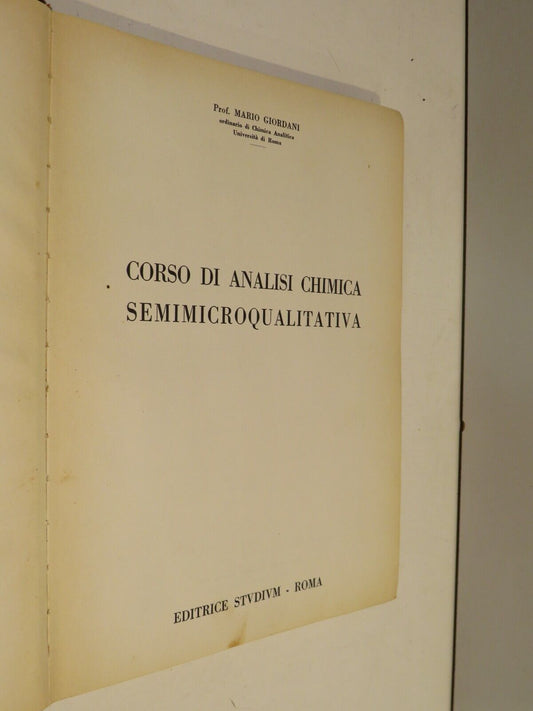 Prof. MARIO GIORDANI
ordinario di Chimica Analitica
Università di Roma
CORSO DI ANALISI CHIMICA
SEMIMICROQUALITATIVA
EDITRICE STVDIVM - ROMA